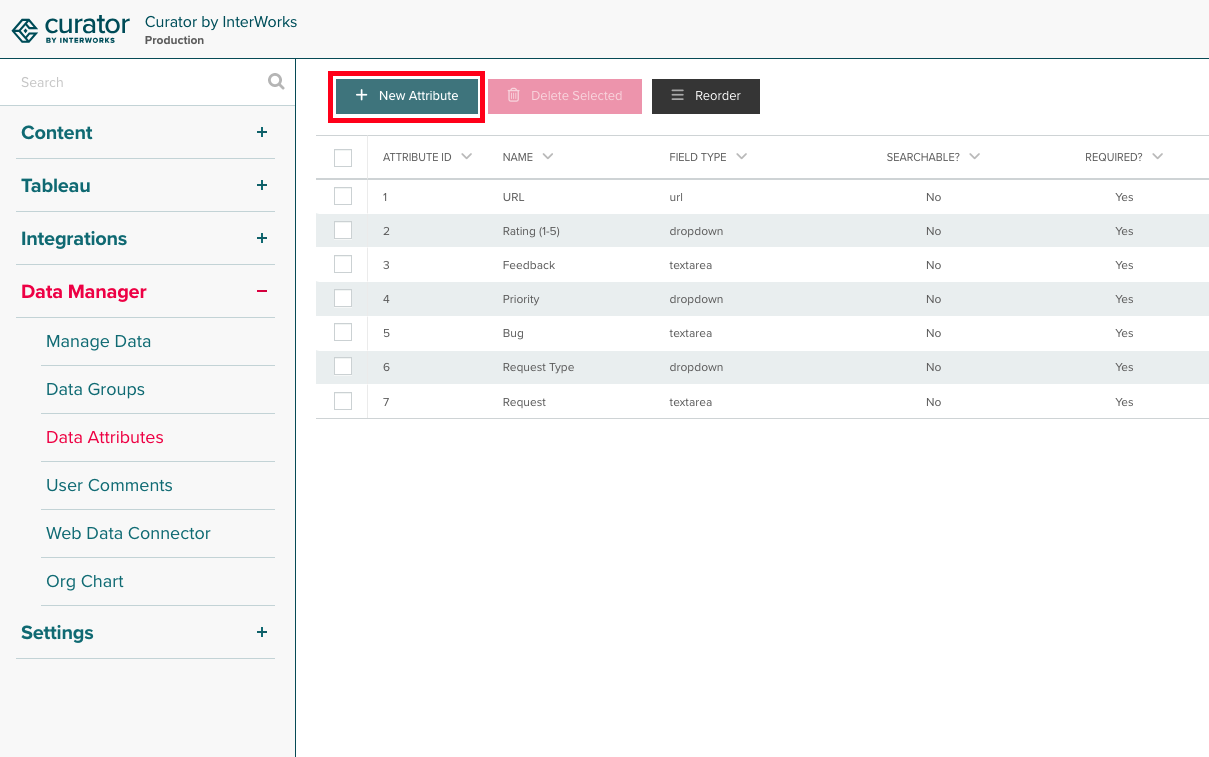 curator
BY INTERWORKS
Curator by InterWorks
Production
Search
Content
Tableau
Integrations
Data Manager
Manage Data
Data Groups
Data Attributes
User Comments
Web Data Connector
Org Chart
Settings
New Attribute Delete Selected Reorder
ATTRIBUTE ID NAME FIELD TYPE SEARCHABLE? REQUIRED?
1 URL url No Yes
2 Rating (1-5) dropdown No Yes
3 Feedback textarea No Yes
4 Priority dropdown No Yes
5 Bug textarea No Yes
6 Request Type dropdown No Yes
7 Request textarea No Yes